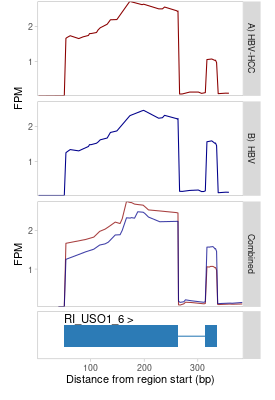 2
1
A) HBV-HCC
FPM
2
1
B) HBV
2
1
FPM
Combined
RI_USO1_6 >
100
200
300
Distance from region start (bp)